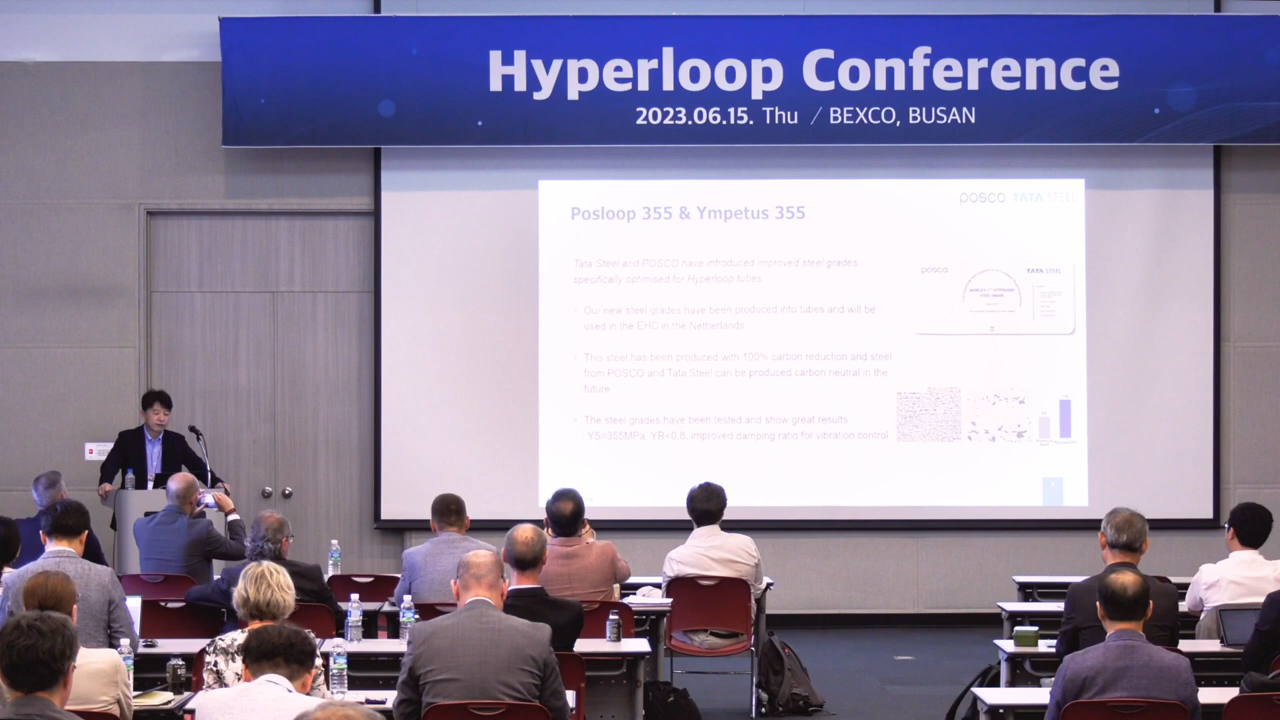 Hyperloop Conference
2023.06.15. Thu / BEXCO, BUSAN
posco TATA STEEL
Posloop 355 & Ympetus 355
Tata Steel and POSCO have introduced improved steel grades
specifically optimised for Hyperloop tubes
posco TATA STEEL
• Our new steel grades have been produced into tubes and will
be used in the EHC in the Netherlands
• This steel has been produced with 100% carbon reduction and steel
from POSCO and Tata Steel can be produced carbon neutral in the
future
• The steel grades have been tested and show great results
YS>355MPa, YR<0.8, improved damping ratio for vibration control